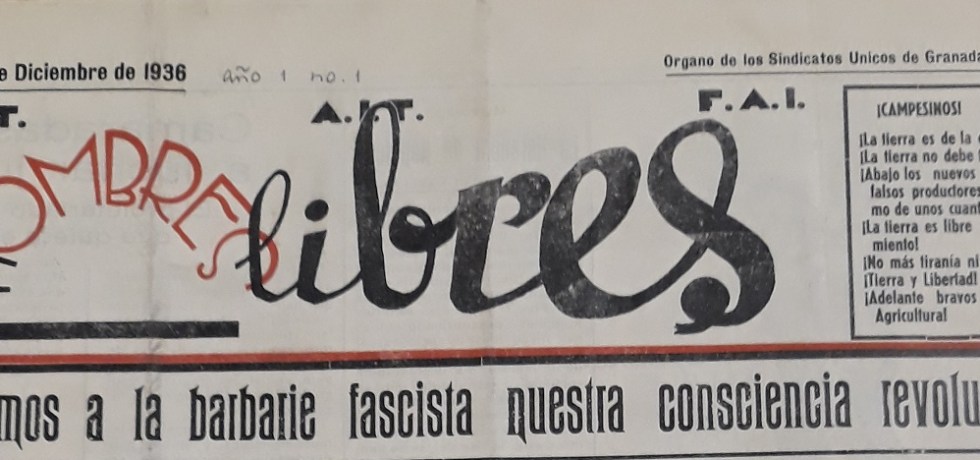 e Diciembre de 1936 año 1 no. 1
Organo de los Sindicatos Unicos de Granada
T. A.I.T. F.A.I.
OMBRES libres
¡CAMPESINOS!
¡La tierra es de la
¡La tierra no debe
¡Abajo los nuevos
falsos productores
mo de unos cuant
¡La tierra es libre
miento!
¡No más tiranía ni
¡Tierra y Libertad!
¡Adelante bravos
Agricultura!
mos a la barbarie fascista nuestra consciencia revolu